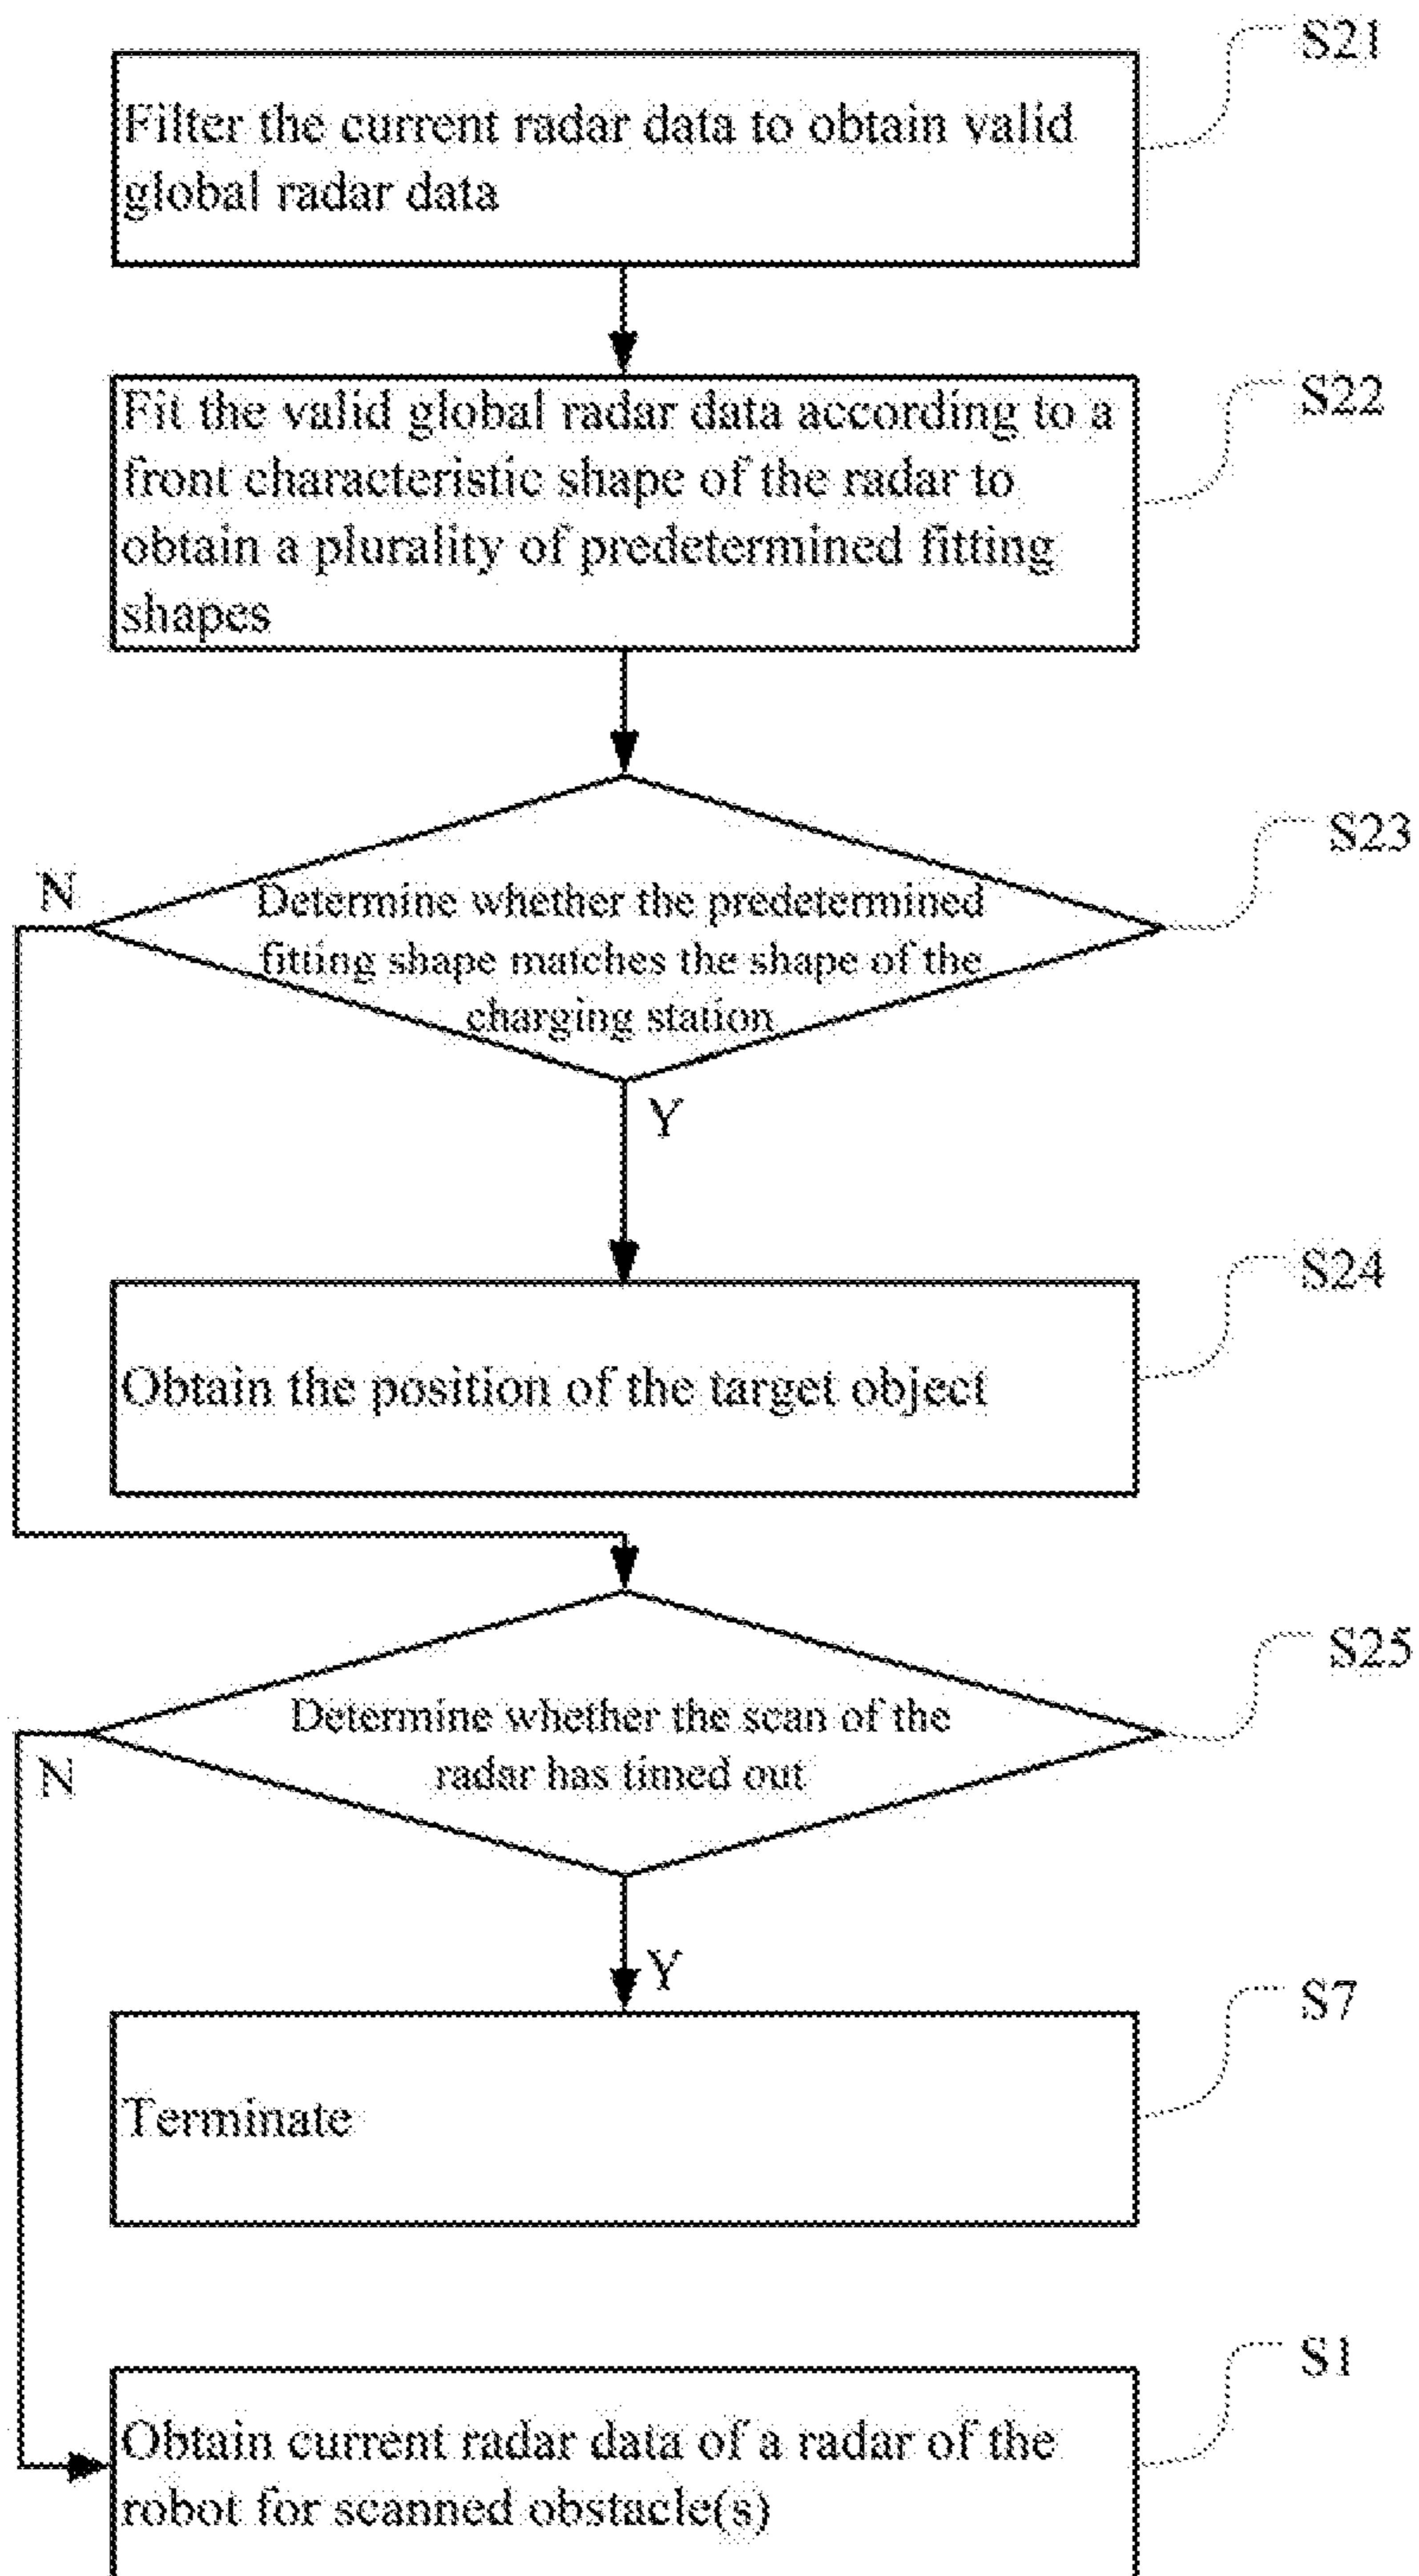 S21
Filter the current radar data to obtain valid
global radar data
S22
Fit the valid global radar data according to a
front characteristic shape of the radar to
obtain a plurality of predetermined fitting
shapes
S23
N
Determine whether the predetermined
fitting shape matches the shape of the
charging station
Y
S24
Obtain the position of the target object
S25
Determine whether the scan of the
radar has timed out
N
Y
S7
Terminate
S1
Obtain current radar data of a radar of the
robot for scanned obstacle(s)